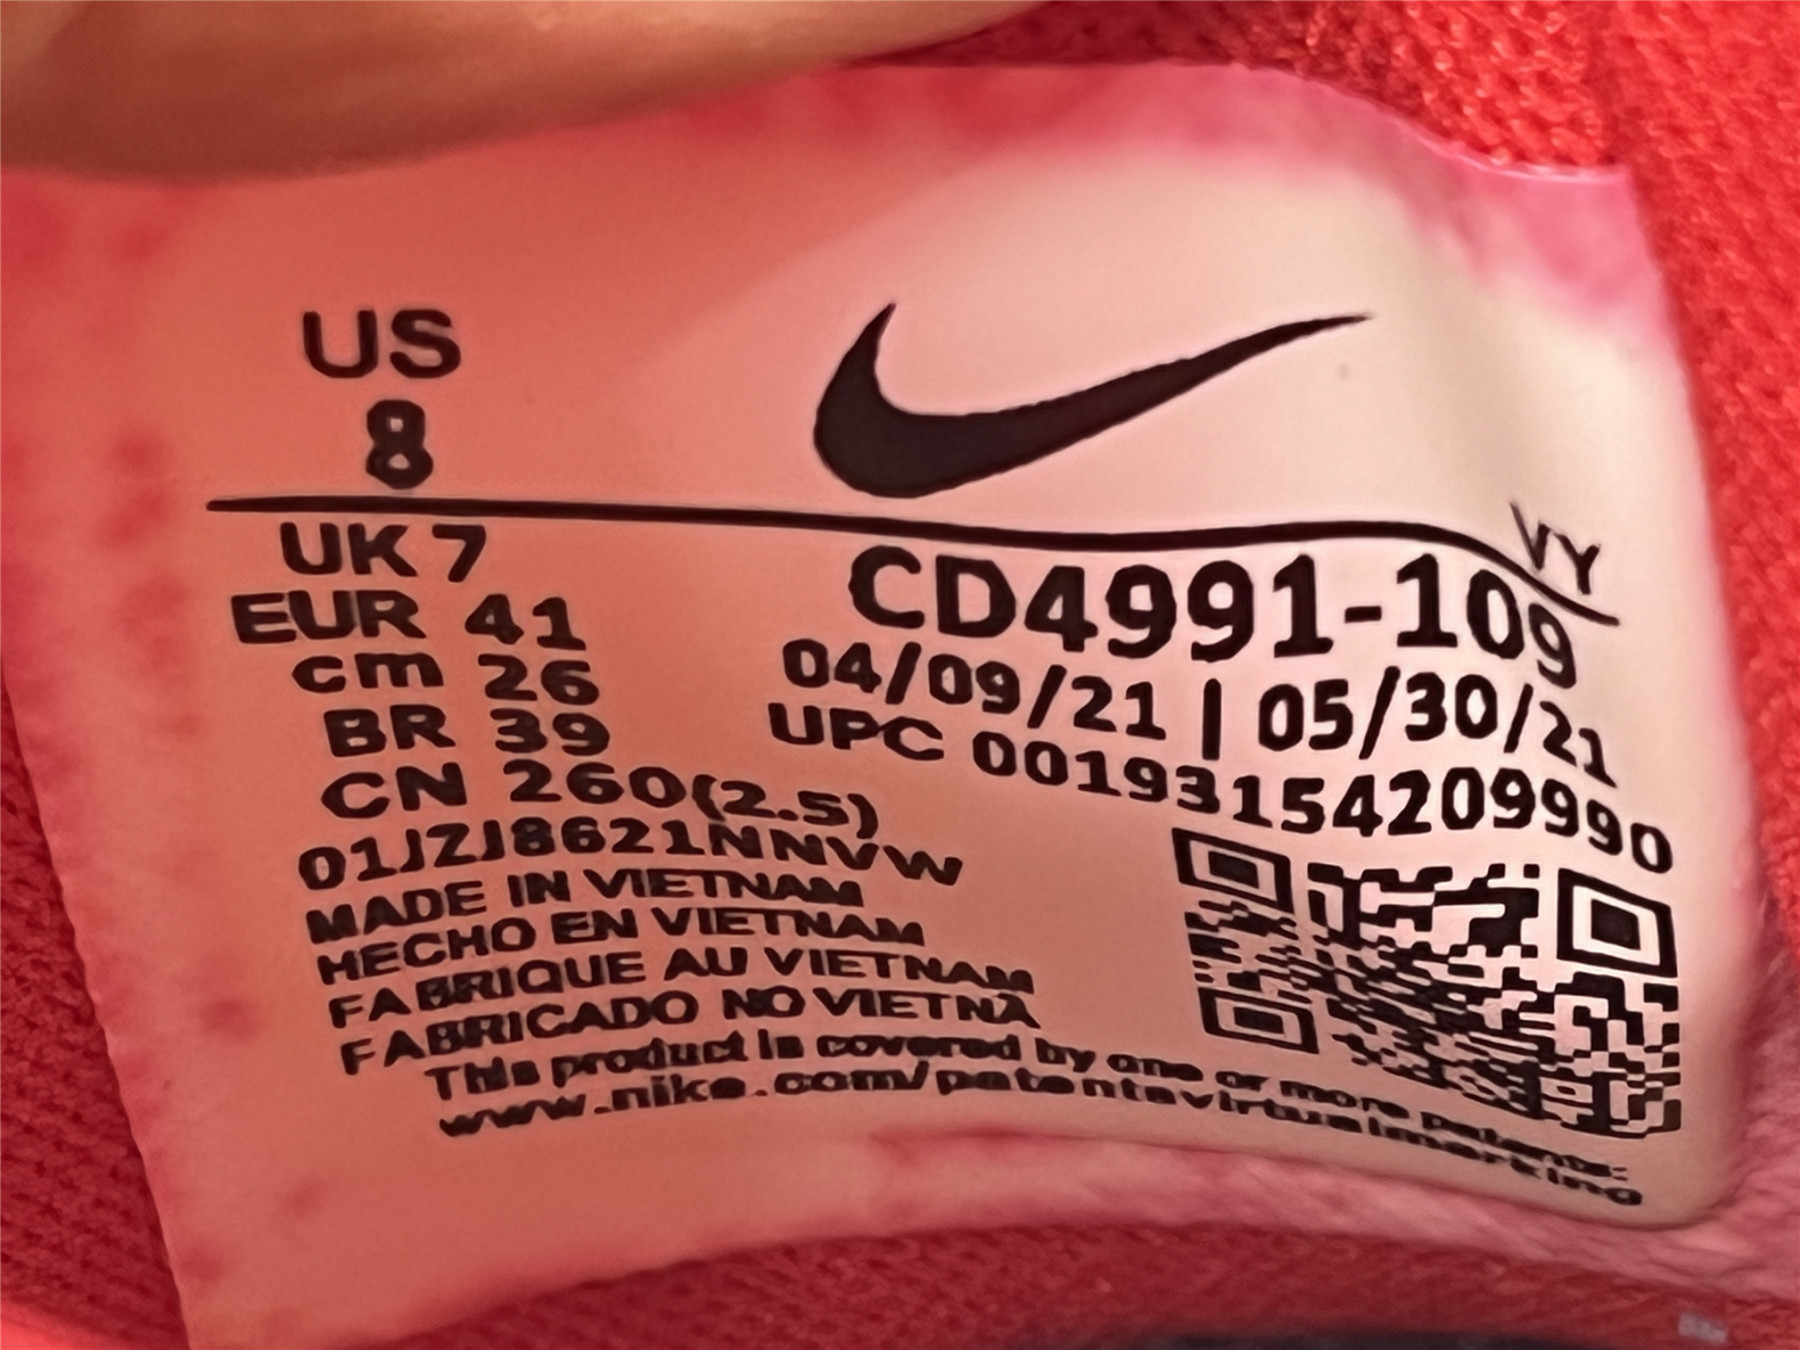 US
8
VY
UK 7
EUR 41
cm 26
BR 39
CN 260(2.5)
CD4991-109
04/09/21 | 05/30/21
UPC 00193154209990
01JZJ8621NNVW
MADE IN VIETNAM
HECHO EN VIETNAM
FABRIQUE AU VIETNAM
FABRICADO NO VIETNÃ
This product is covered by one or more patents:
www.nike.com/patentsvirtualmarking